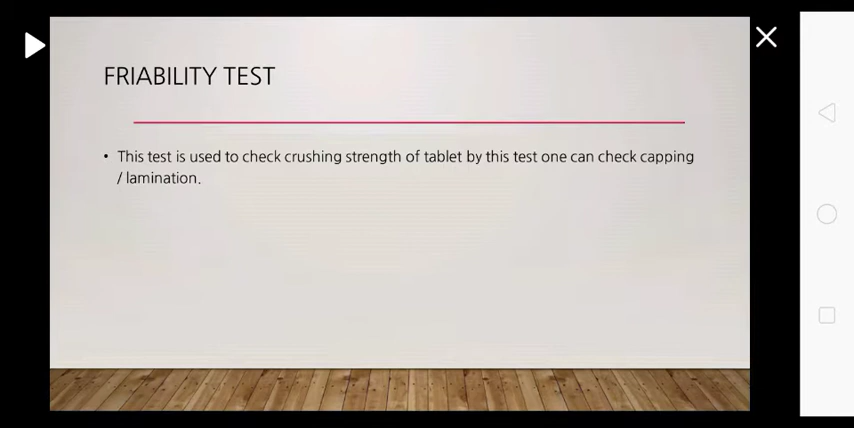 FRIABILITY TEST
• This test is used to check crushing strength of tablet by this test one can check capping
/ lamination.